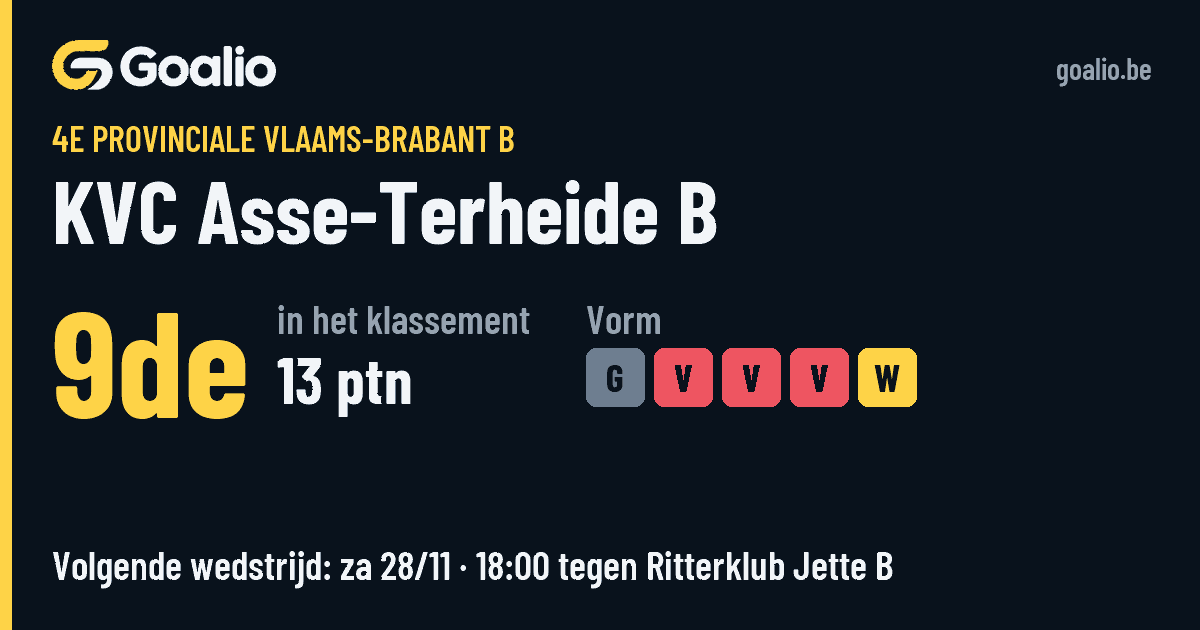 Goalio
goalio.be
4E PROVINCIALE VLAAMS-BRABANT B
KVC Asse-Terheide B
9de
in het klassement
13 ptn
Vorm
G V V V W
Volgende wedstrijd: za 28/11 · 18:00 tegen Ritterklub Jette B